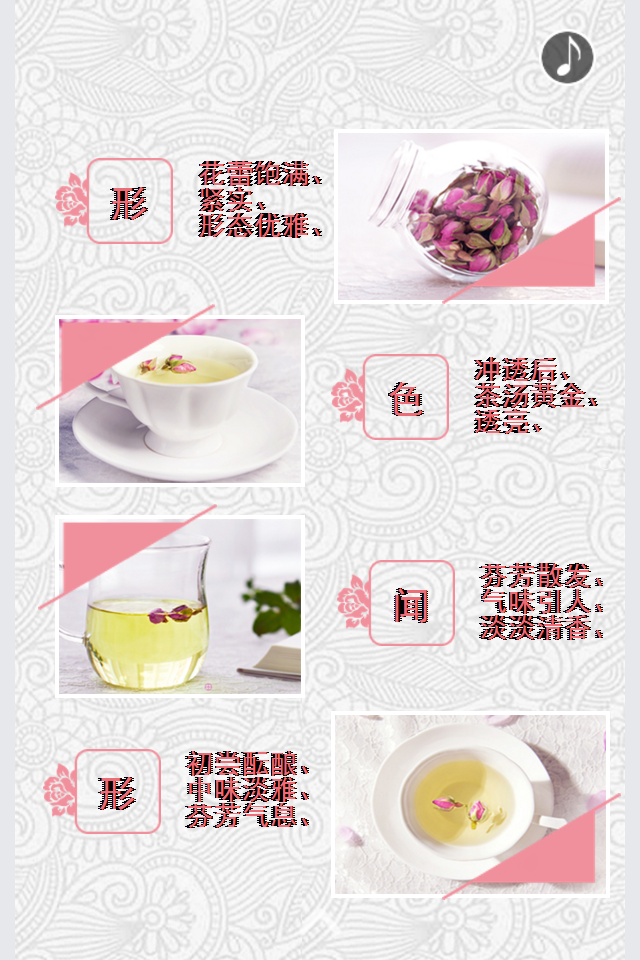 形
花蕾饱满、
紧实、
形态优雅、
色
冲透后、
茶汤黄金、
透亮、
闻
芬芳散发、
气味引人、
淡淡清香、
形
初尝酝酿、
中味淡雅、
芬芳气息、